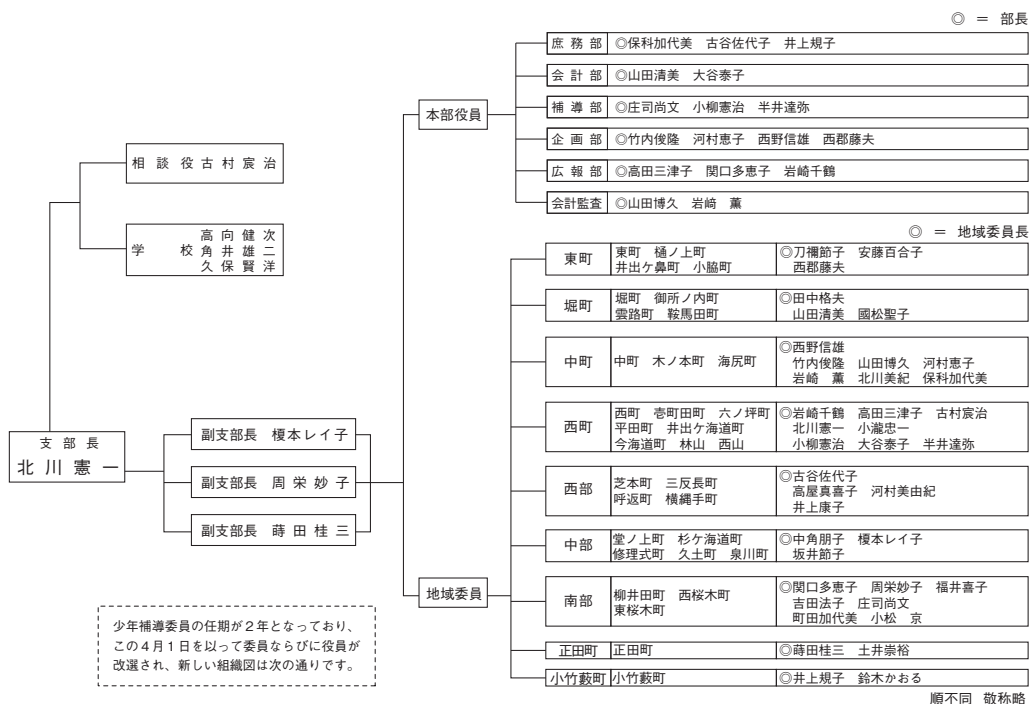 ◎ ＝ 部長
庶務部 ◎保科加代美 古谷佐代子 井上規子
会計部 ◎山田清美 大谷泰子
補導部 ◎庄司尚文 小柳憲治 半井達弥
企画部 ◎竹内俊隆 河村恵子 西野信雄 西郡藤夫
広報部 ◎高田三津子 関口多恵子 岩崎千鶴
会計監査 ◎山田博久 岩﨑 薫
本部役員
相談役 古村宸治
学校
高向健次
角井雄二
久保賢洋
支部長
北川憲一
副支部長 榎本レイ子
副支部長 周栄妙子
副支部長 蒔田桂三
地域委員
◎ ＝ 地域委員長
東町
東町 樋ノ上町
井出ケ鼻町 小脇町
◎刀禰節子 安藤百合子
西郡藤夫
堀町
堀町 御所ノ内町
雲路町 鞍馬田町
◎田中格夫
山田清美 國松聖子
中町
中町 木ノ本町 海尻町
◎西野信雄
竹内俊隆 山田博久 河村恵子
岩崎 薫 北川美紀 保科加代美
西町
西町 壱町田町 六ノ坪町
平田町 井出ケ海道町
今海道町 林山 西山
◎岩崎千鶴 高田三津子 古村宸治
北川憲一 小瀧忠一
小柳憲治 大谷泰子 半井達弥
西部
芝本町 三反長町
呼返町 横縄手町
◎古谷佐代子
高屋真喜子 河村美由紀
井上康子
中部
堂ノ上町 杉ケ海道町
修理式町 久土町 泉川町
◎中角朋子 榎本レイ子
坂井節子
南部
柳井田町 西桜木町
東桜木町
◎関口多恵子 周栄妙子 福井喜子
吉田法子 庄司尚文
町田加代美 小松 京
正田町 正田町 ◎蒔田桂三 土井崇裕
小竹藪町 小竹藪町 ◎井上規子 鈴木かおる
少年補導委員の任期が２年となっており、
この４月１日を以って委員ならびに役員が
改選され、新しい組織図は次の通りです。
順不同 敬称略